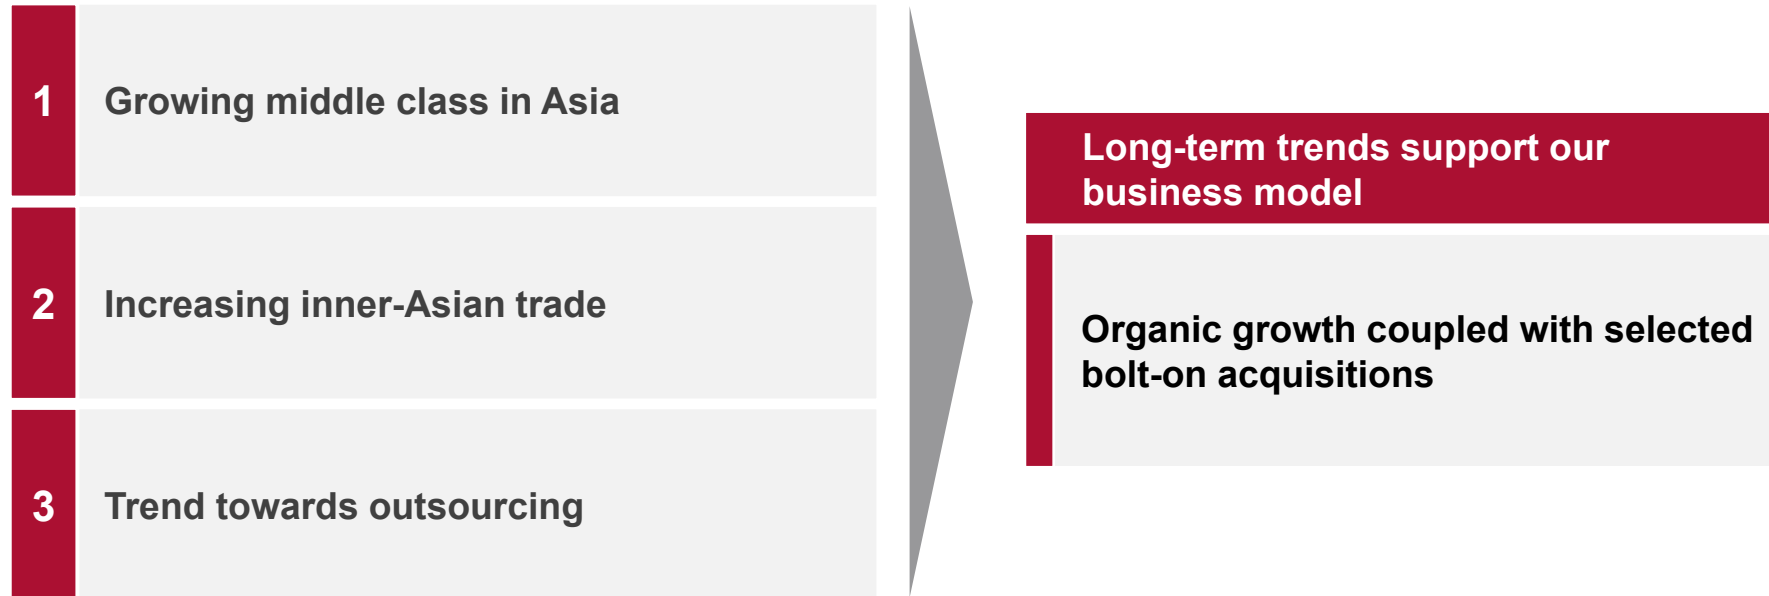 1
Growing middle class in Asia
2
Increasing inner-Asian trade
3
Trend towards outsourcing
Long-term trends support our
business model
Organic growth coupled with selected
bolt-on acquisitions